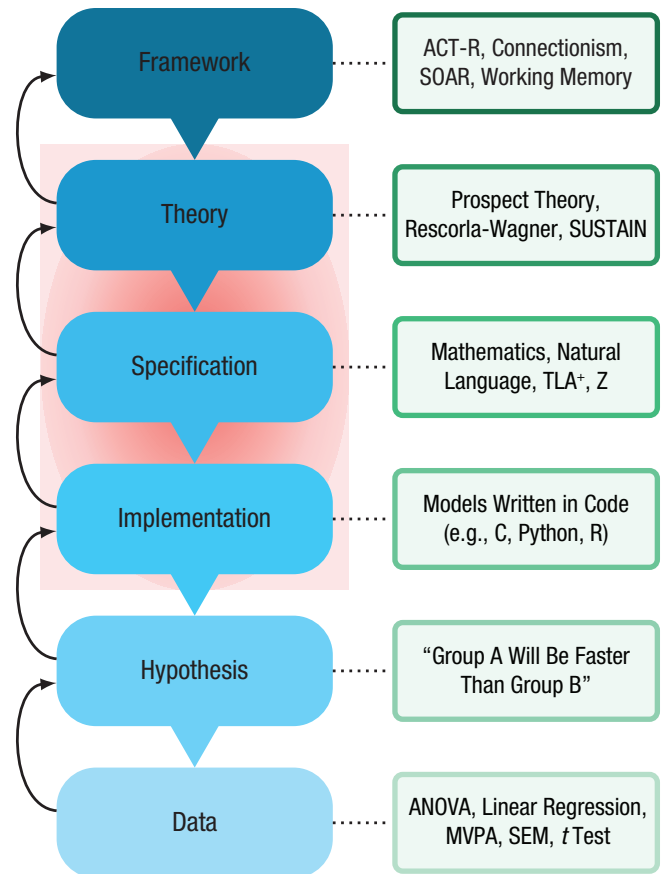 Framework
ACT-R, Connectionism,
SOAR, Working Memory
Theory
Prospect Theory,
Rescorla-Wagner, SUSTAIN
Specification
Mathematics, Natural
Language, TLA⁺, Z
Implementation
Models Written in Code
(e.g., C, Python, R)
Hypothesis
“Group A Will Be Faster
Than Group B”
Data
ANOVA, Linear Regression,
MVPA, SEM, t Test